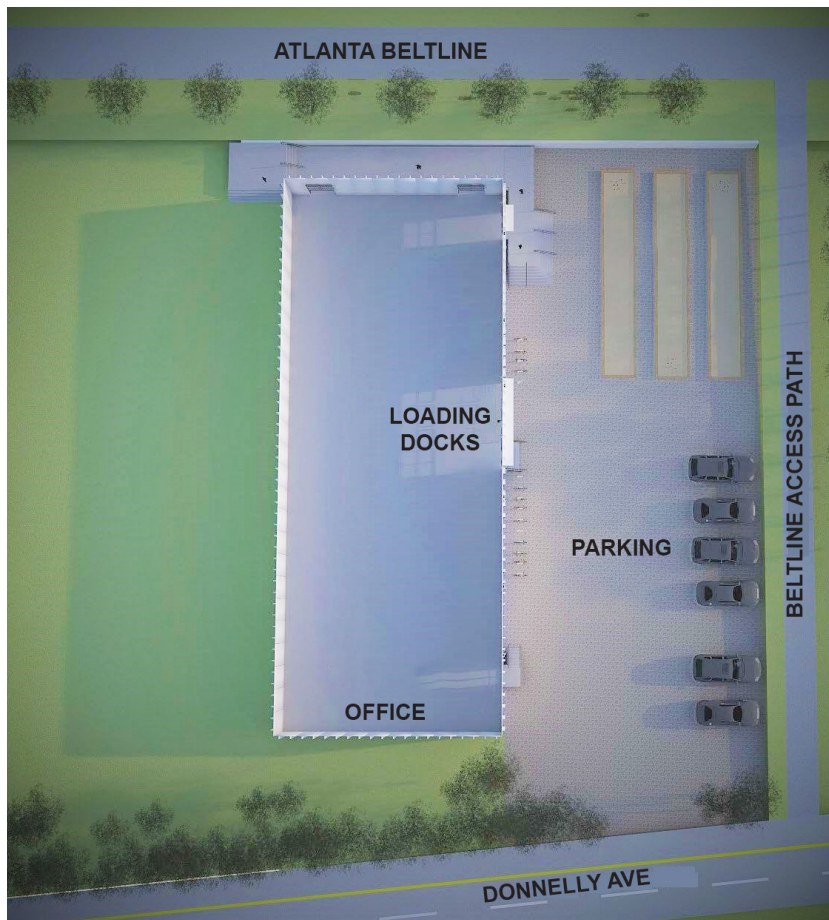 ATLANTA BELTLINE
LOADING
DOCKS
BELTLINE ACCESS PATH
PARKING
OFFICE
DONNELLY AVE